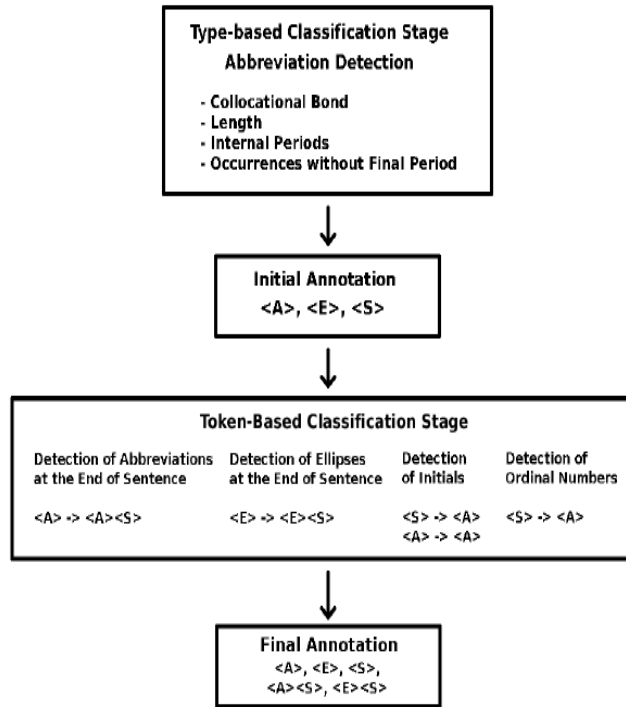 Type-based Classification Stage
Abbreviation Detection
- Collocational Bond
- Length
- Internal Periods
- Occurrences without Final Period
Initial Annotation
<A>, <E>, <S>
Token-Based Classification Stage
Detection of Abbreviations
at the End of Sentence
<A> -> <A><S>
Detection of Ellipses
at the End of Sentence
<E> -> <E><S>
Detection
of Initials
<S> -> <A>
<A> -> <A>
Detection of
Ordinal Numbers
<S> -> <A>
Final Annotation
<A>, <E>, <S>,
<A><S>, <E><S>